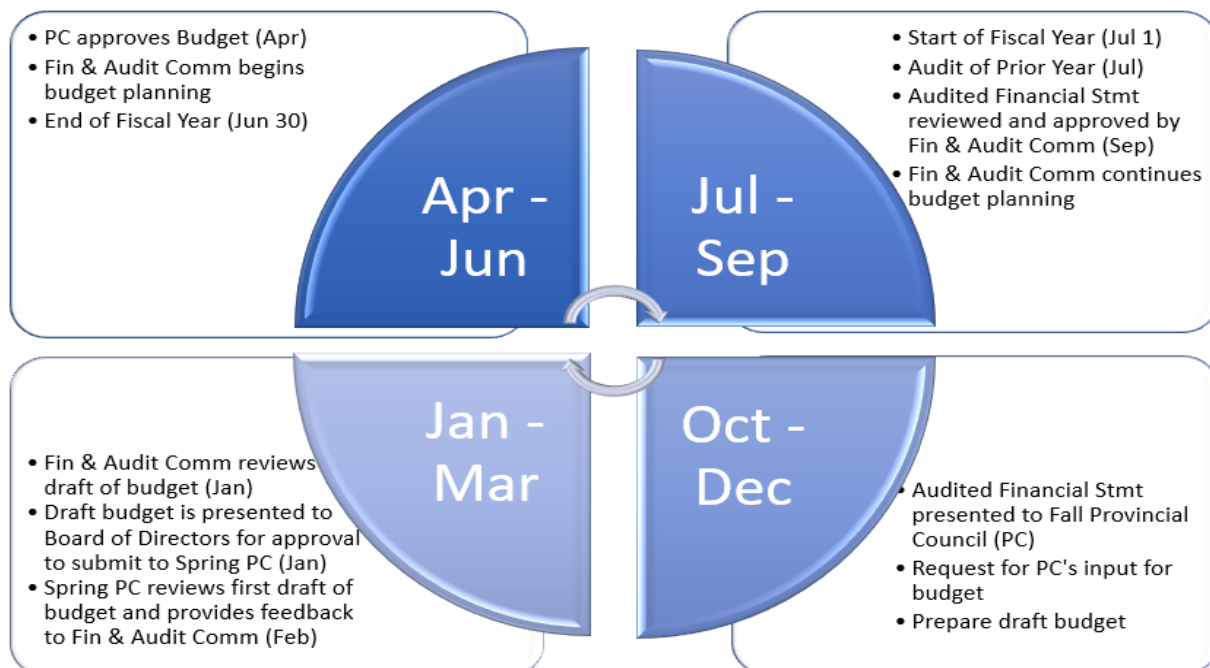 • PC approves Budget (Apr)
• Fin & Audit Comm begins
budget planning
• End of Fiscal Year (Jun 30)
Apr -
Jun
• Start of Fiscal Year (Jul 1)
• Audit of Prior Year (Jul)
• Audited Financial Stmt
reviewed and approved by
Fin & Audit Comm (Sep)
• Fin & Audit Comm continues
budget planning
Jul -
Sep
• Fin & Audit Comm reviews
draft of budget (Jan)
• Draft budget is presented to
Board of Directors for approval
to submit to Spring PC (Jan)
• Spring PC reviews first draft of
budget and provides feedback
to Fin & Audit Comm (Feb)
Jan -
Mar
Oct -
Dec
• Audited Financial Stmt
presented to Fall Provincial
Council (PC)
• Request for PC's input for
budget
• Prepare draft budget